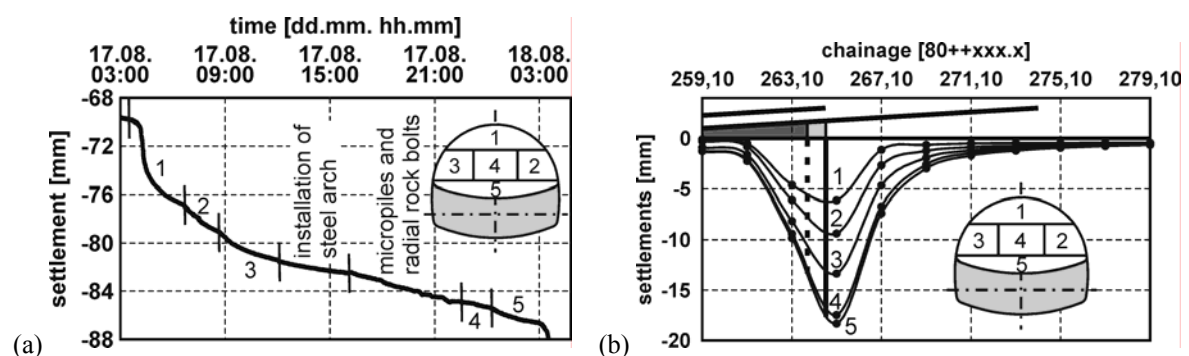 time [dd.mm. hh.mm]
17.08. 17.08. 17.08. 17.08. 18.08.
03:00 09:00 15:00 21:00 03:00
settlement [mm]
-68
-72
-76
-80
-84
-88
1
2
3
installation of
steel arch
micropiles and
radial rock bolts
4
5
1
3 4 2
5
(a)
chainage [80++xxx.x]
259,10 263,10 267,10 271,10 275,10 279,10
settlements [mm]
0
-5
-10
-15
-20
1
2
3
4
5
1
3 4 2
5
(b)